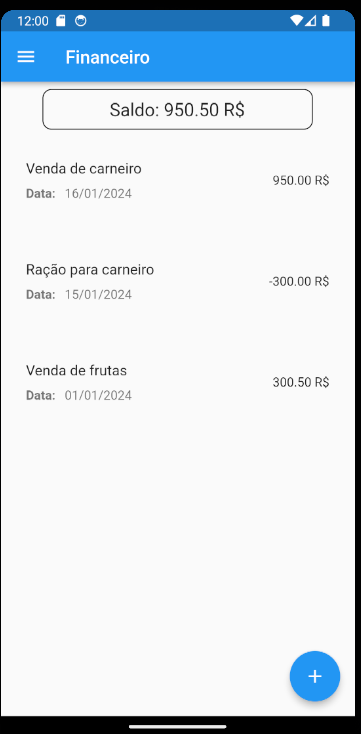 12:00
Financeiro
Saldo: 950.50 R$
Venda de carneiro
950.00 R$
Data: 16/01/2024
Ração para carneiro
-300.00 R$
Data: 15/01/2024
Venda de frutas
300.50 R$
Data: 01/01/2024
+